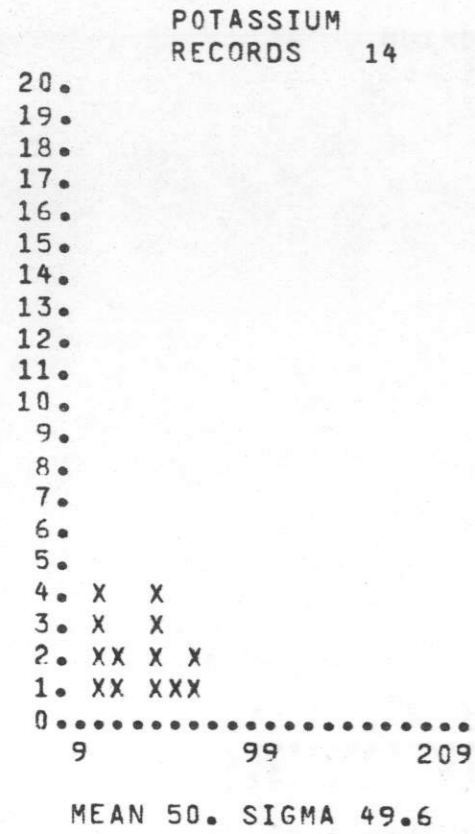 POTASSIUM
RECORDS 14
20.
19.
18.
17.
16.
15.
14.
13.
12.
11.
10.
9.
8.
7.
6.
5.
4. X  X
3. X  X
2. XX X X
1. XX XXX
0......................
9 99 209
MEAN 50. SIGMA 49.6